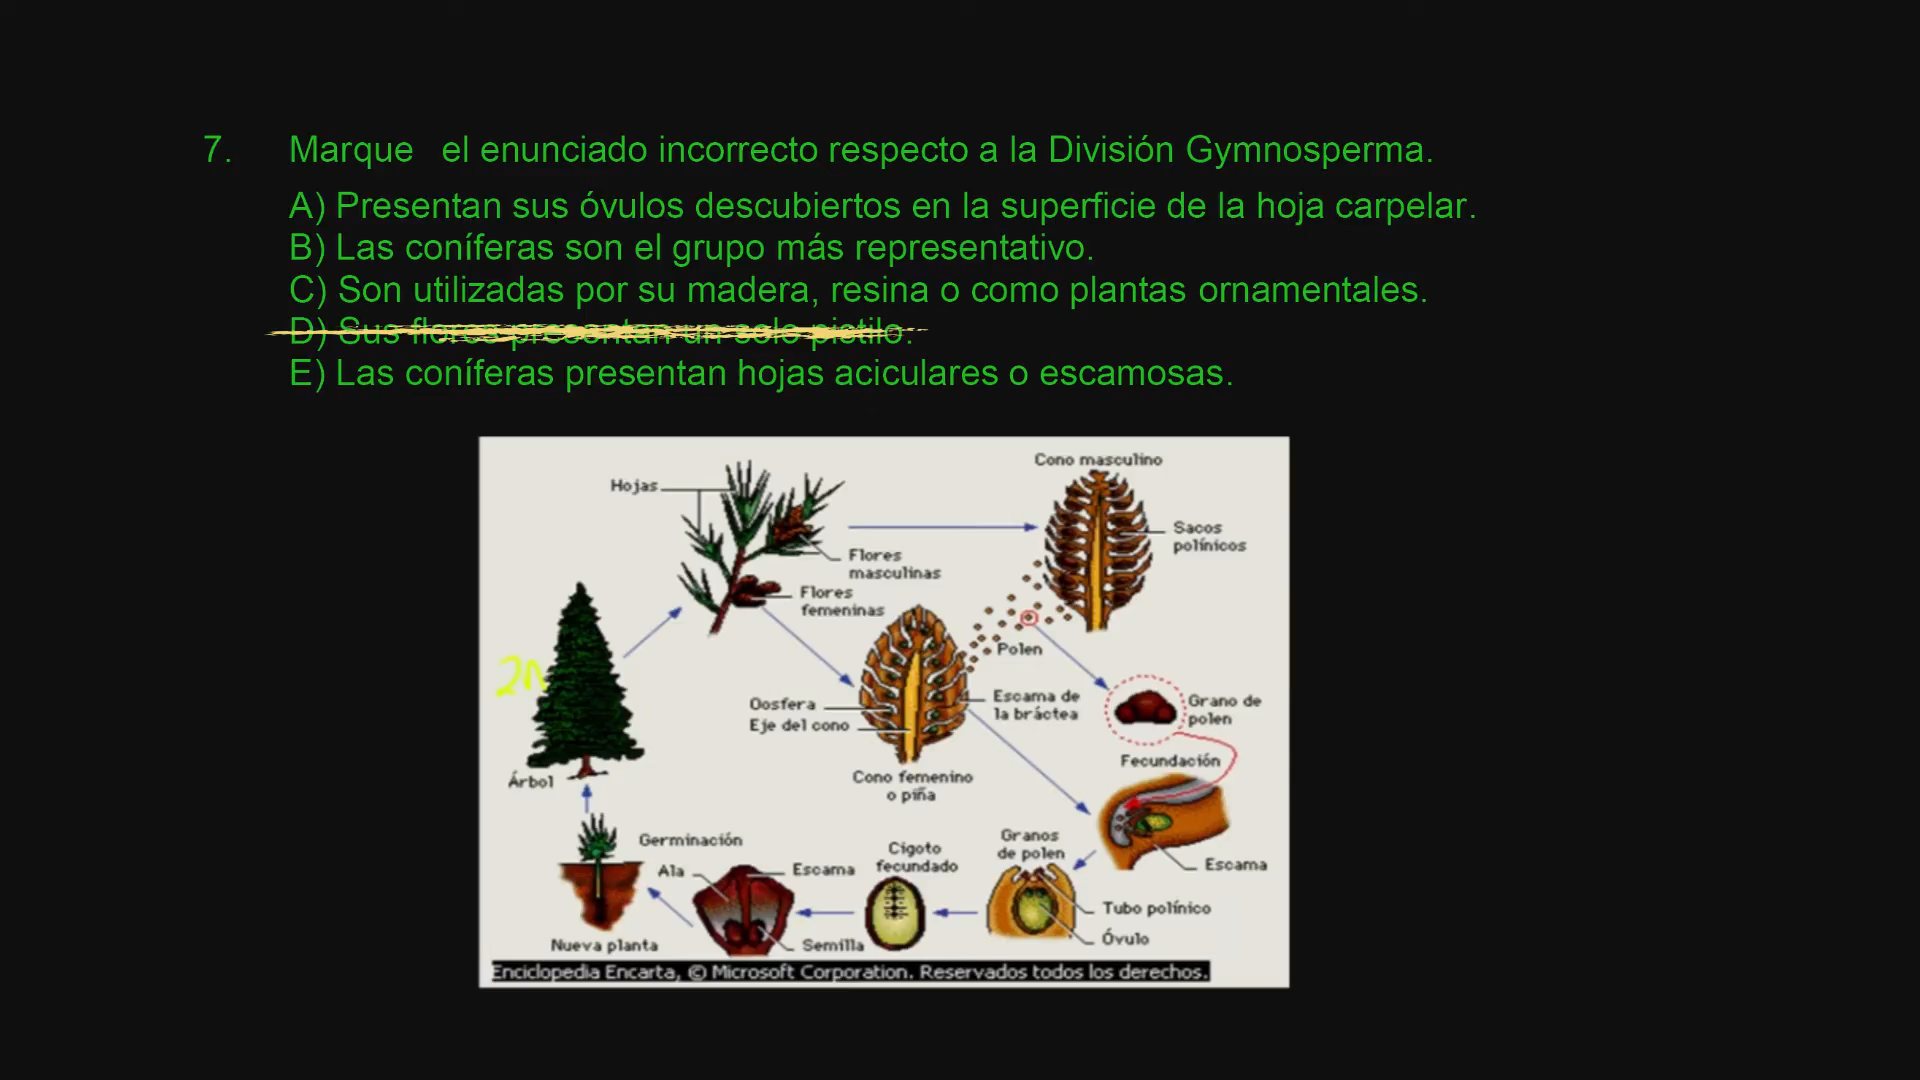 7. Marque el enunciado incorrecto respecto a la División Gymnosperma.
A) Presentan sus óvulos descubiertos en la superficie de la hoja carpelar.
B) Las coníferas son el grupo más representativo.
C) Son utilizadas por su madera, resina o como plantas ornamentales.
D) Sus flores presentan un solo pistilo.
E) Las coníferas presentan hojas aciculares o escamosas.
Cono masculino
Hojas
Sacos
polínicos
Flores
masculinas
Flores
femeninas
Polen
2n
Oosfera
Eje del cono
Escama de
la bráctea
Grano de
polen
Fecundación
Árbol
Cono femenino
o piña
Germinación
Ala
Escama
Cigoto
fecundado
Granos
de polen
Escama
Tubo polínico
Óvulo
Nueva planta
Semilla
Enciclopedia Encarta, © Microsoft Corporation. Reservados todos los derechos.